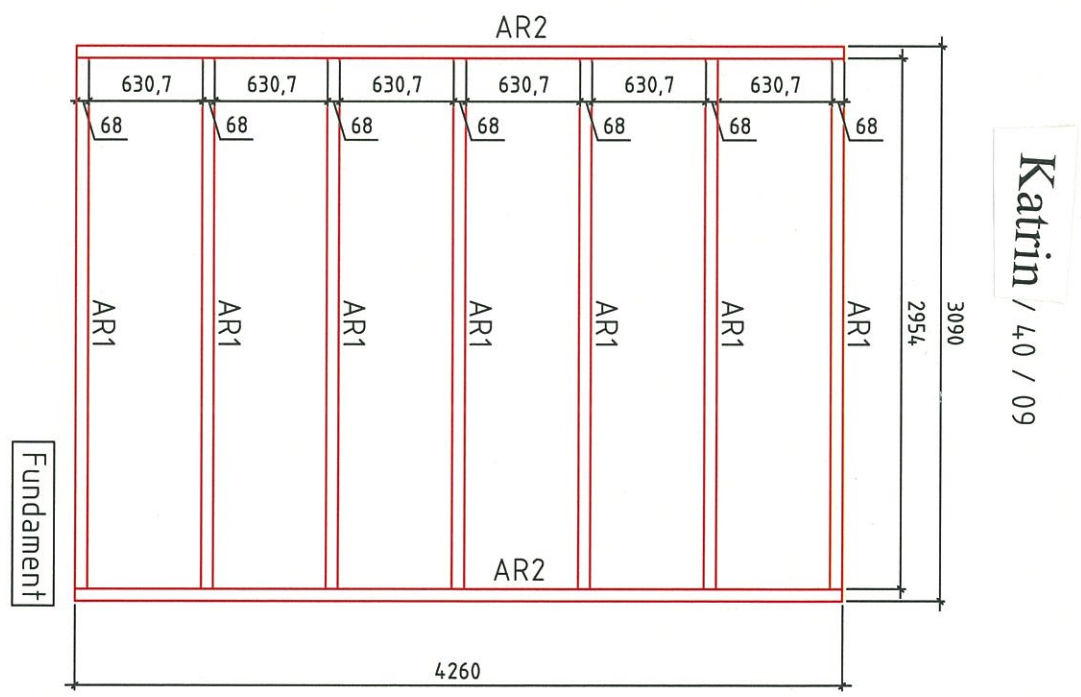 AR2
630,7 630,7 630,7 630,7 630,7 630,7
68 68 68 68 68 68 68
AR1 AR1 AR1 AR1 AR1 AR1 AR1
2954
3090
Katrin / 40 / 09
AR2
Fundament
4260